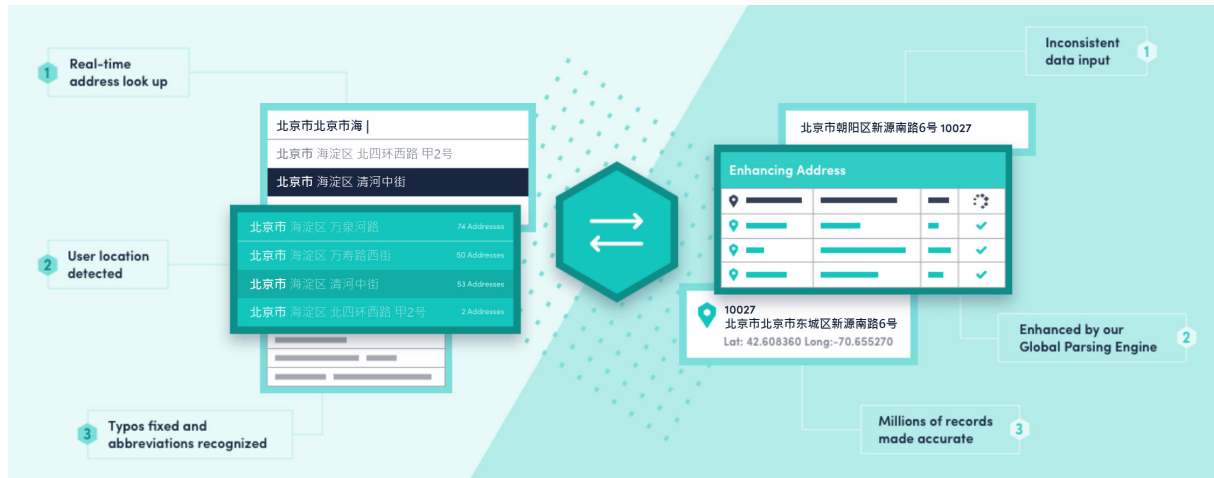 1
Real-time
address look up
北京市北京市海
北京市 海淀区 北四环西路 甲2号
北京市 海淀区 清河中街
2
User location
detected
北京市 海淀区 万泉河路 74 Addresses
北京市 海淀区 万寿路西街 50 Addresses
北京市 海淀区 清河中街 53 Addresses
北京市 海淀区 北四环西路 甲2号 2 Addresses
3
Typos fixed and
abbreviations recognized
Inconsistent
data input
1
北京市朝阳区新源南路6号 10027
Enhancing Address
10027
北京市北京市东城区新源南路6号
Lat: 42.608360 Long:-70.655270
Enhanced by our
Global Parsing Engine
2
Millions of records
made accurate
3